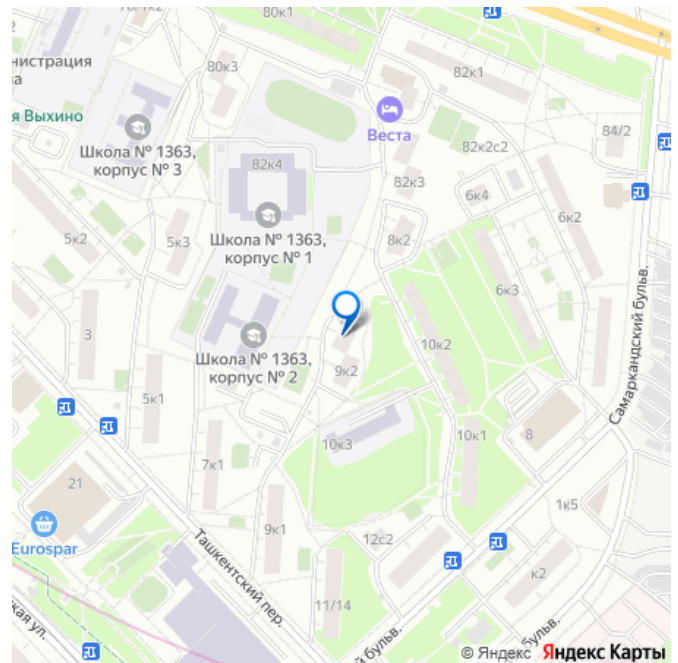 80к1
нистрация
а
80к3
82к1
я Выхино
Веста
82к2с2
84/2
Школа № 1363,
корпус № 3
82к4
82к3
6к4
5к2
5к3
Школа № 1363,
корпус № 1
8к2
6к2
6к3
Самаркандский бульв.
3
Школа № 1363,
корпус № 2
9к2
10к2
5к1
10к3
10к1
8
7к1
21
1к5
Eurospar
Ташкентский пер.
9к1
12с2
к2
11/14
кая ул.
бульв.
бульв.
© Яндекс Яндекс Карты